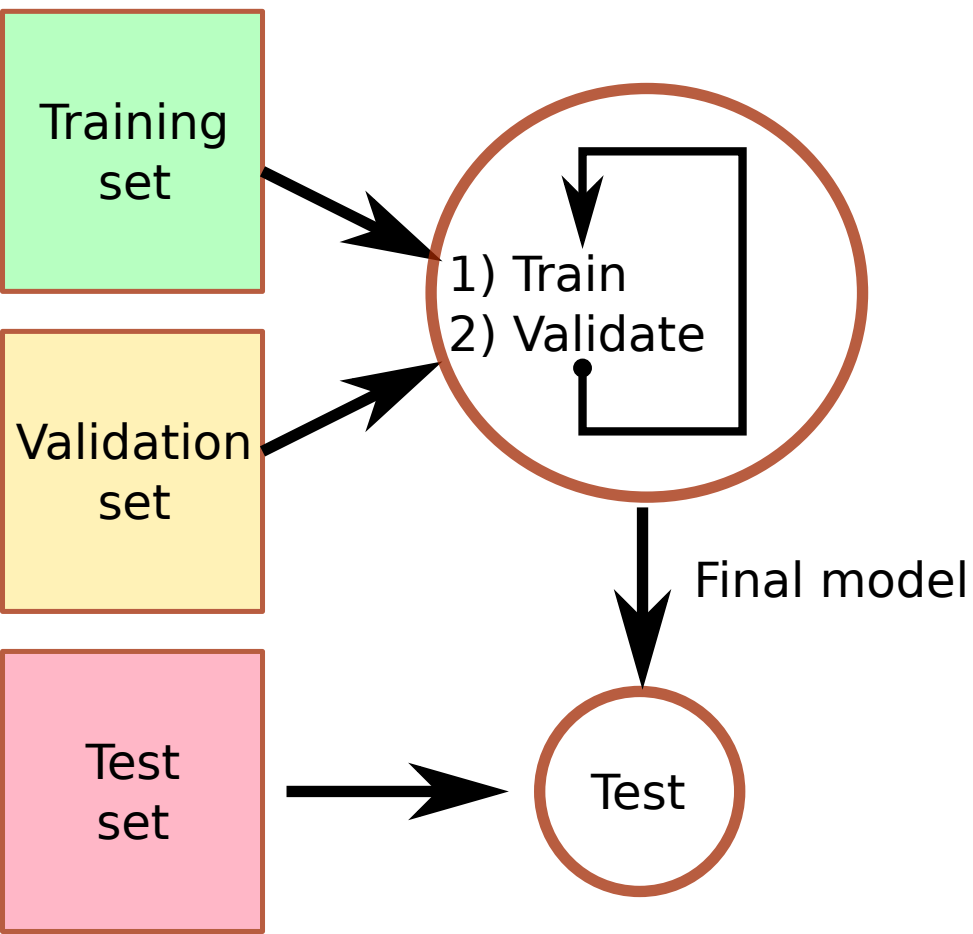 Training
set
1) Train
2) Validate
Validation
set
Final model
Test
set
Test